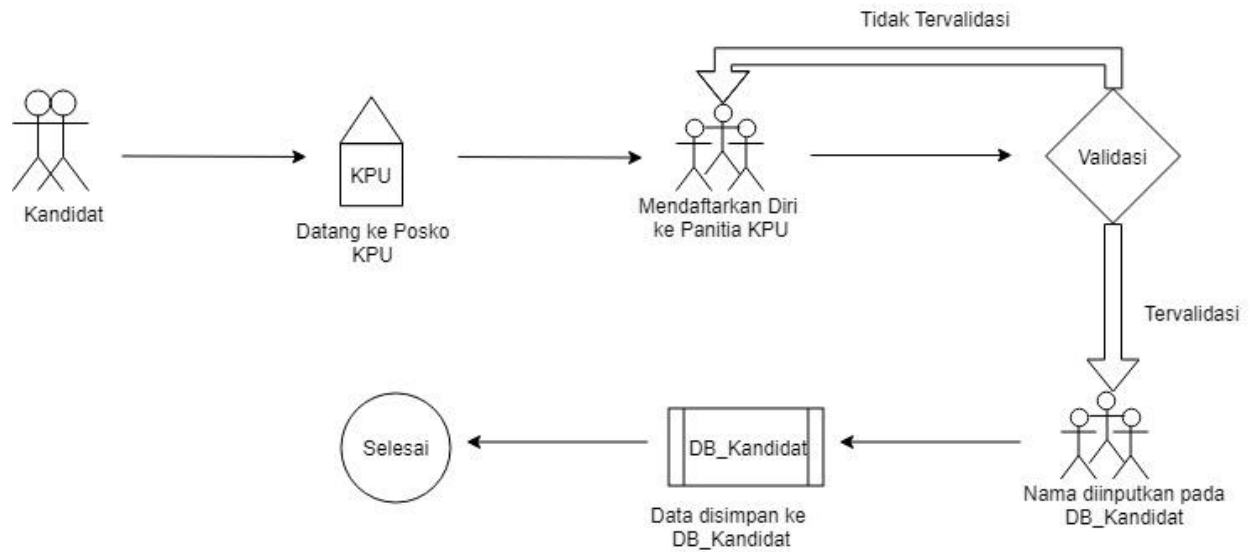 Tidak Tervalidasi
Kandidat
KPU
Datang ke Posko
KPU
Mendaftarkan Diri
ke Panitia KPU
Validasi
Tervalidasi
Nama diinputkan pada
DB_Kandidat
DB_Kandidat
Data disimpan ke
DB_Kandidat
Selesai